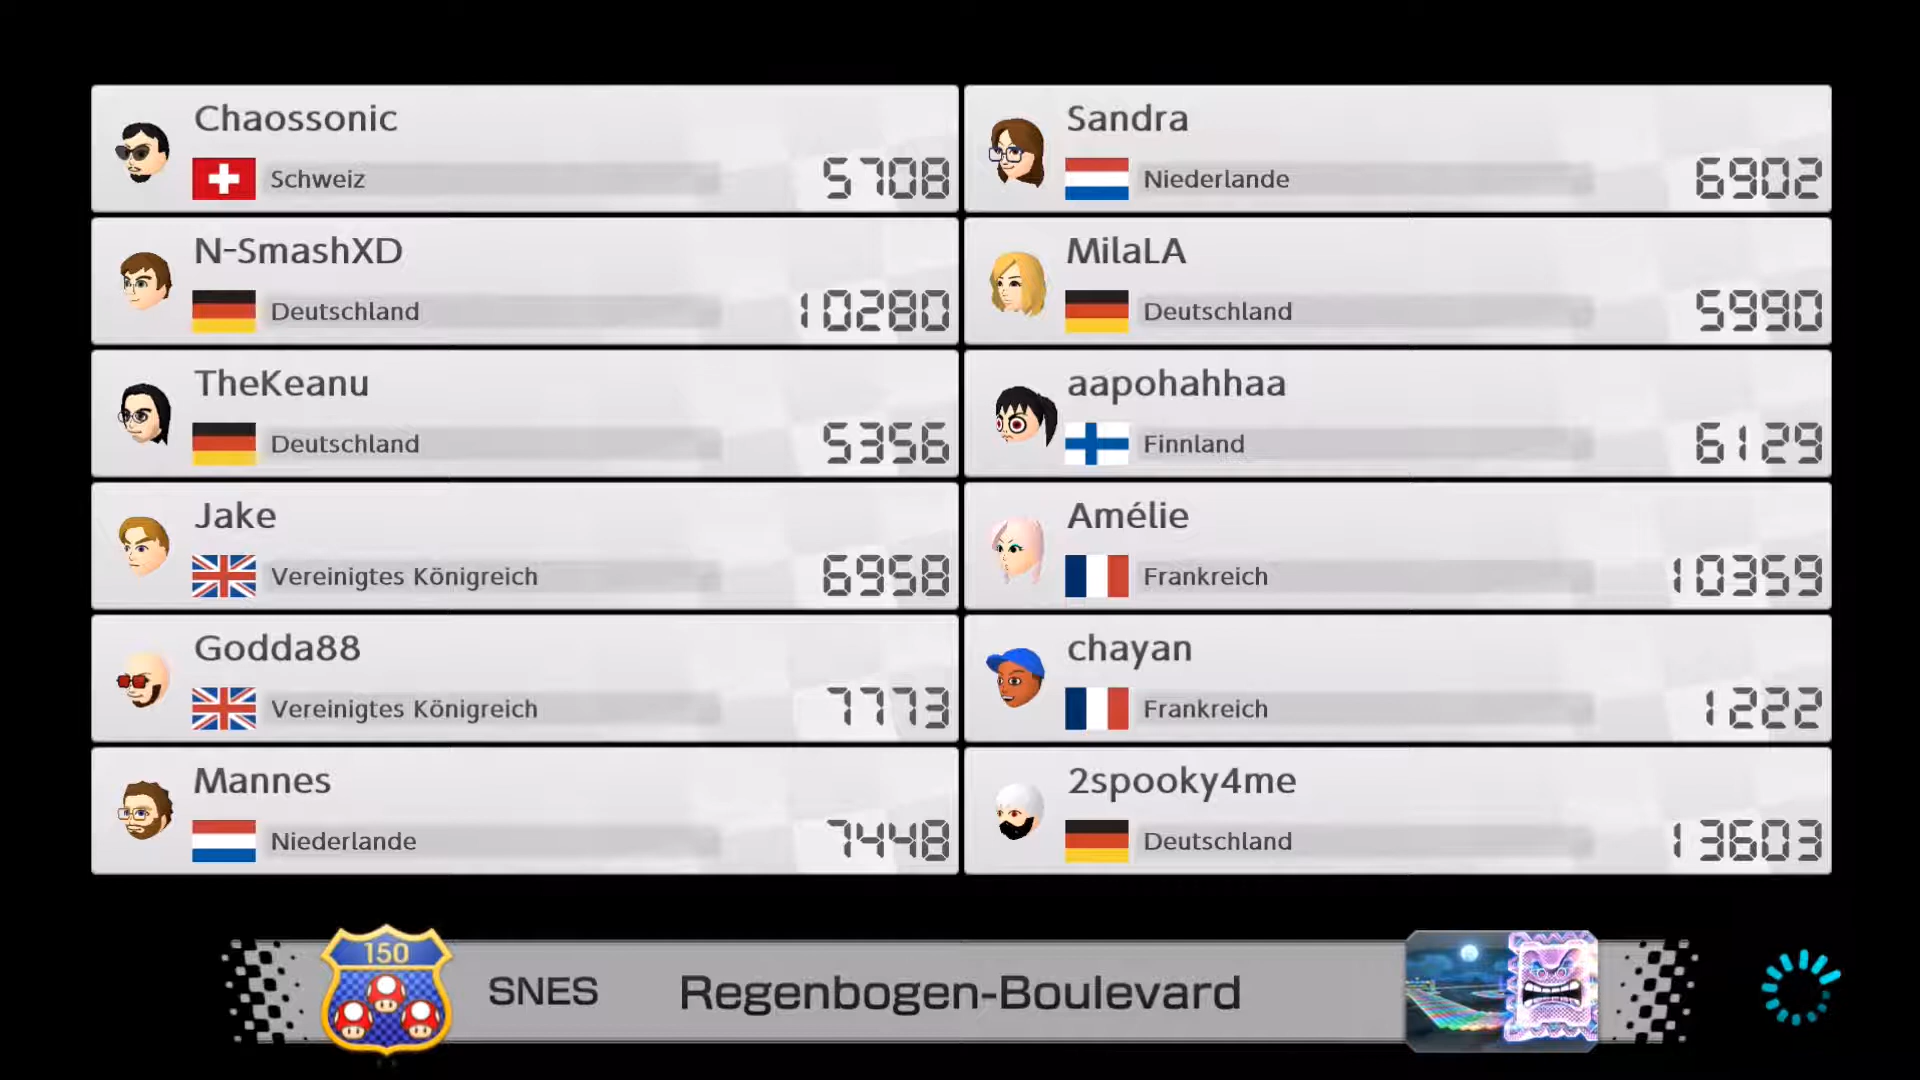 Chaossonic
Schweiz
5708
Sandra
Niederlande
6902
N-SmashXD
Deutschland
10280
MilaLA
Deutschland
5990
TheKeanu
Deutschland
5356
aapohahhaa
Finnland
6129
Jake
Vereinigtes Königreich
6958
Amélie
Frankreich
10359
Godda88
Vereinigtes Königreich
7773
chayan
Frankreich
1222
Mannes
Niederlande
7448
2spooky4me
Deutschland
13603
150
SNES Regenbogen-Boulevard